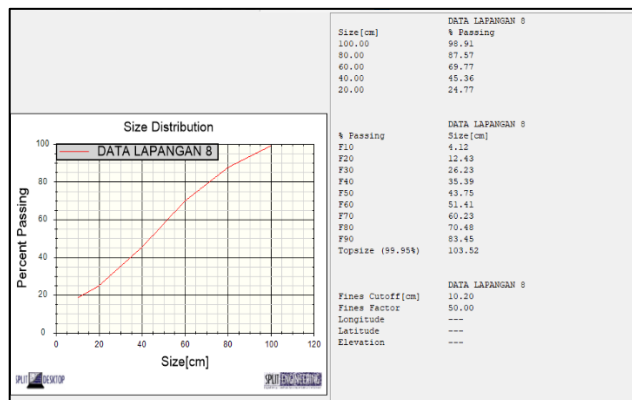 Size Distribution
DATA LAPANGAN 8
Percent Passing
100
80
60
40
20
0
0 20 40 60 80 100 120
Size[cm]
SPLIT DESKTOP
SPLIT ENGINEERING
DATA LAPANGAN 8
Size[cm] % Passing
100.00 98.91
80.00 87.57
60.00 69.77
40.00 45.36
20.00 24.77
DATA LAPANGAN 8
% Passing Size[cm]
F10 4.12
F20 12.43
F30 26.23
F40 35.39
F50 43.75
F60 51.41
F70 60.23
F80 70.48
F90 83.45
Topsize (99.95%) 103.52
DATA LAPANGAN 8
Fines Cutoff[cm] 10.20
Fines Factor 50.00
Longitude ---
Latitude ---
Elevation ---